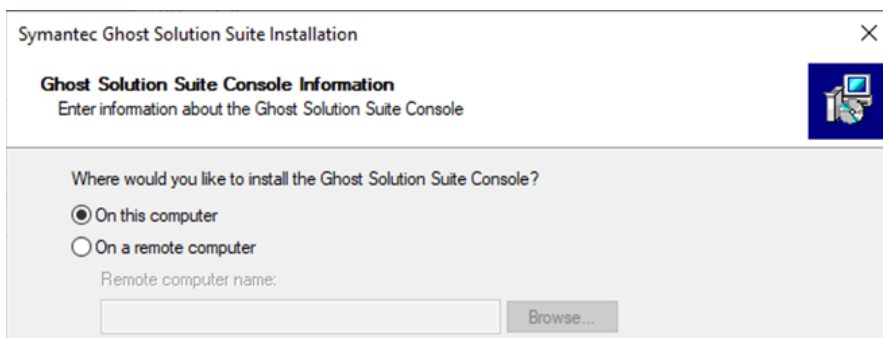 Symantec Ghost Solution Suite Installation
Ghost Solution Suite Console Information
Enter information about the Ghost Solution Suite Console
Where would you like to install the Ghost Solution Suite Console?
On this computer
On a remote computer
Remote computer name:
Browse...